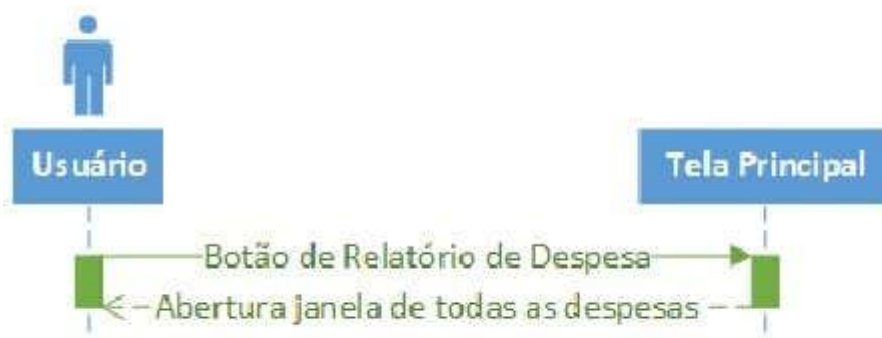 Usuário
Tela Principal
Botão de Relatório de Despesa
Abertura janela de todas as despesas